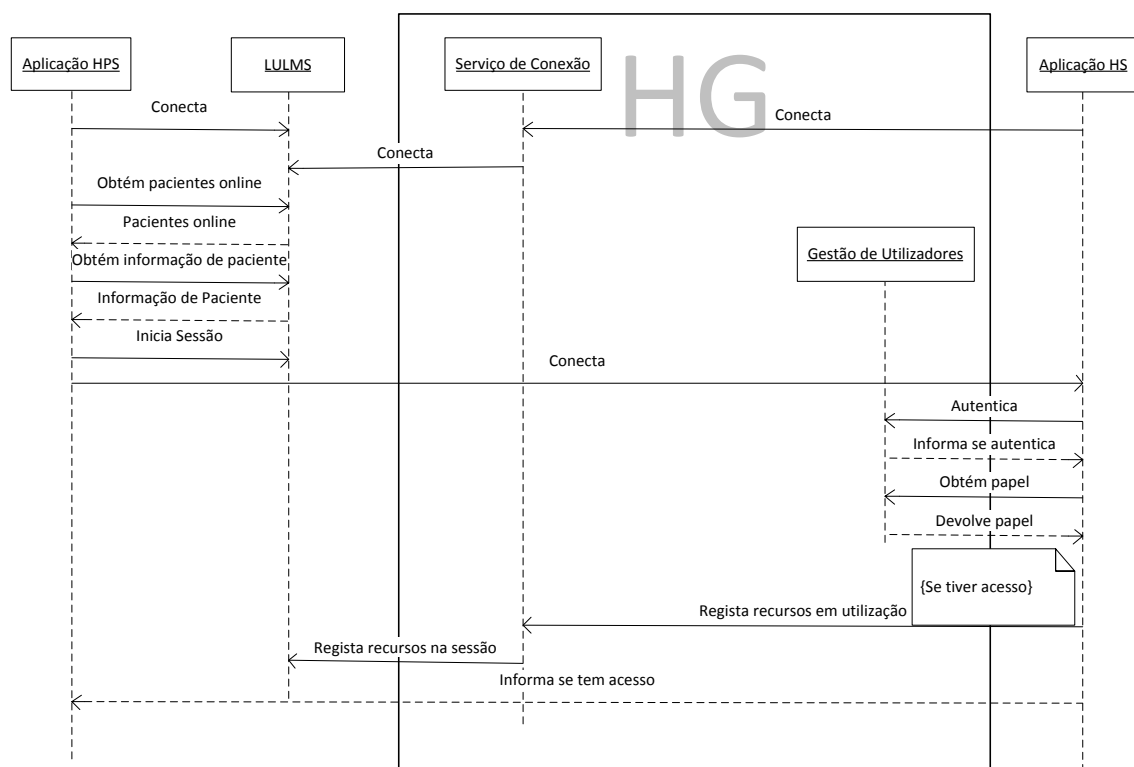 HG
Aplicação HPS
LULMS
Serviço de Conexão
Aplicação HS
Conecta
Conecta
Conecta
Obtém pacientes online
Pacientes online
Gestão de Utilizadores
Obtém informação de paciente
Informação de Paciente
Inicia Sessão
Conecta
Autentica
Informa se autentica
Obtém papel
Devolve papel
{Se tiver acesso}
Regista recursos em utilização
Regista recursos na sessão
Informa se tem acesso